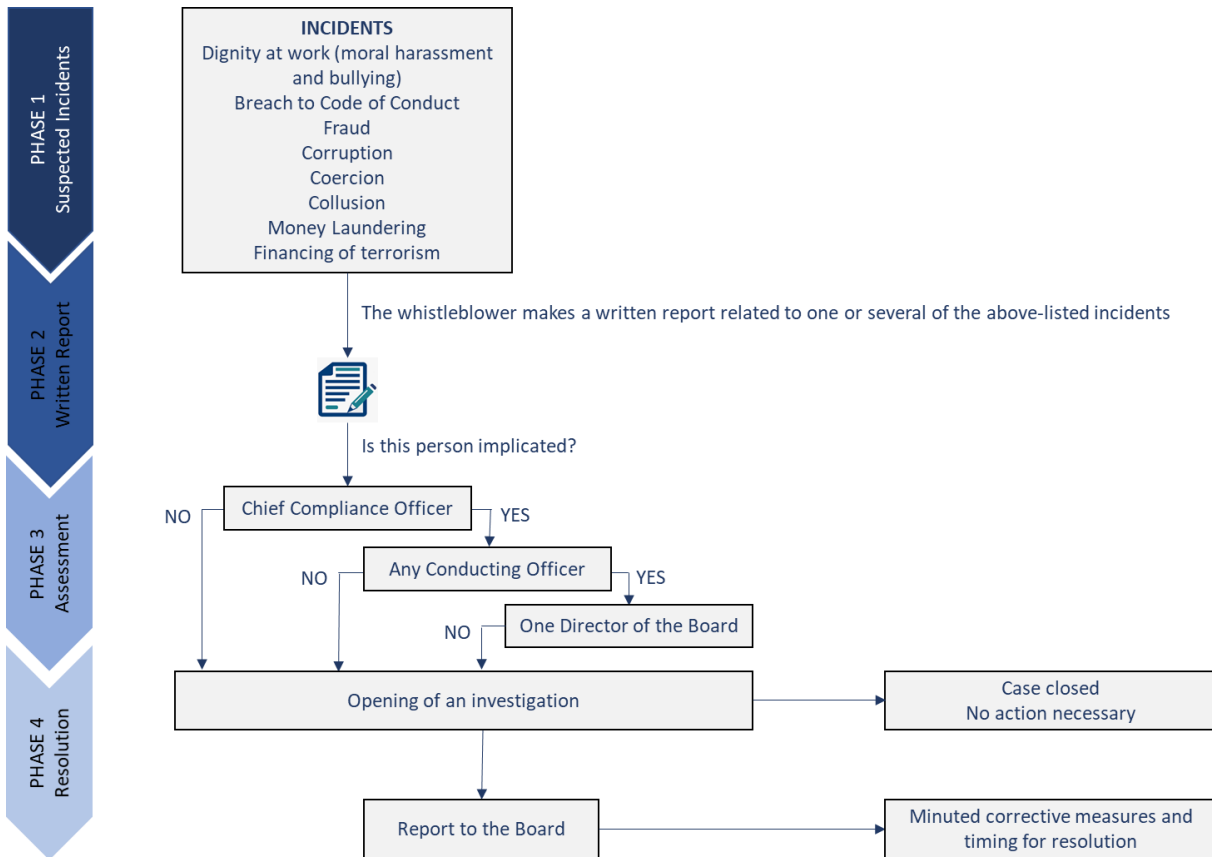 PHASE 1
Suspected Incidents
INCIDENTS
Dignity at work (moral harassment
and bullying)
Breach to Code of Conduct
Fraud
Corruption
Coercion
Collusion
Money Laundering
Financing of terrorism
PHASE 2
Written Report
The whistleblower makes a written report related to one or several of the above-listed incidents
Is this person implicated?
PHASE 3
Assessment
Chief Compliance Officer
NO
YES
Any Conducting Officer
NO
YES
One Director of the Board
NO
PHASE 4
Resolution
Opening of an investigation
Case closed
No action necessary
Report to the Board
Minuted corrective measures and
timing for resolution